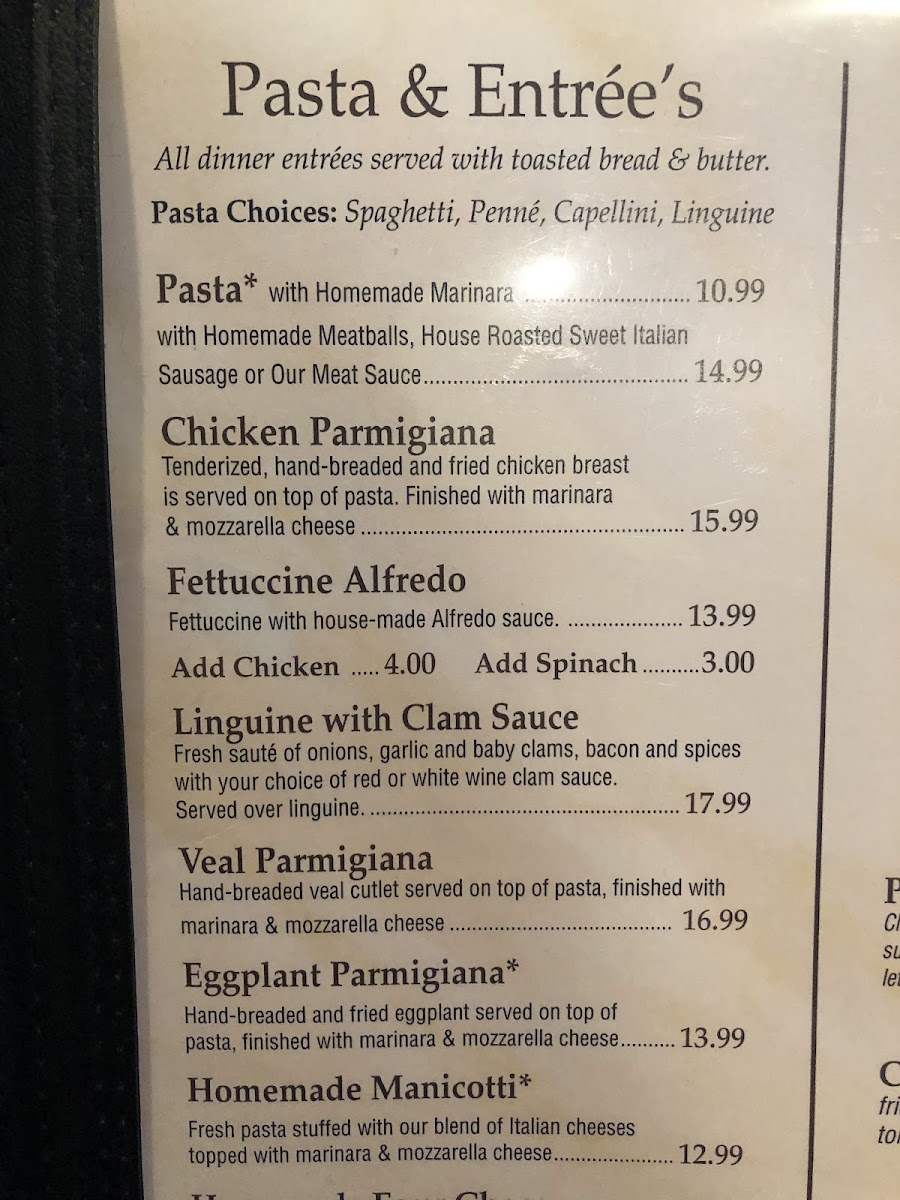 Pasta & Entrée's
All dinner entrées served with toasted bread & butter.
Pasta Choices: Spaghetti, Penné, Capellini, Linguine
Pasta* with Homemade Marinara ............................ 10.99
with Homemade Meatballs, House Roasted Sweet Italian
Sausage or Our Meat Sauce............................................. 14.99
Chicken Parmigiana
Tenderized, hand-breaded and fried chicken breast
is served on top of pasta. Finished with marinara
& mozzarella cheese ....................................................... 15.99
Fettuccine Alfredo
Fettuccine with house-made Alfredo sauce. .................... 13.99
Add Chicken ..... 4.00 Add Spinach ..........3.00
Linguine with Clam Sauce
Fresh sauté of onions, garlic and baby clams, bacon and spices
with your choice of red or white wine clam sauce.
Served over linguine. ..................................................... 17.99
Veal Parmigiana
Hand-breaded veal cutlet served on top of pasta, finished with
marinara & mozzarella cheese ...................................... 16.99
Eggplant Parmigiana*
Hand-breaded and fried eggplant served on top of
pasta, finished with marinara & mozzarella cheese.......... 13.99
Homemade Manicotti*
Fresh pasta stuffed with our blend of Italian cheeses
topped with marinara & mozzarella cheese..................... 12.99